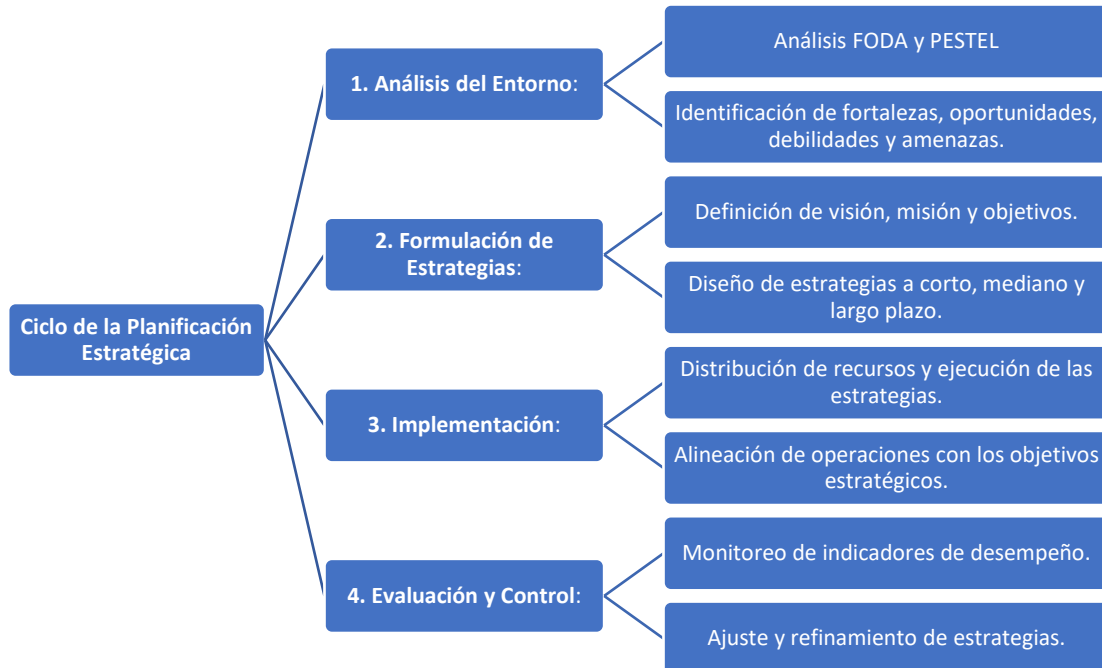 Ciclo de la Planificación
Estratégica
1. Análisis del Entorno:
Análisis FODA y PESTEL
Identificación de fortalezas, oportunidades,
debilidades y amenazas.
2. Formulación de
Estrategias:
Definición de visión, misión y objetivos.
Diseño de estrategias a corto, mediano y
largo plazo.
3. Implementación:
Distribución de recursos y ejecución de las
estrategias.
Alineación de operaciones con los objetivos
estratégicos.
4. Evaluación y Control:
Monitoreo de indicadores de desempeño.
Ajuste y refinamiento de estrategias.